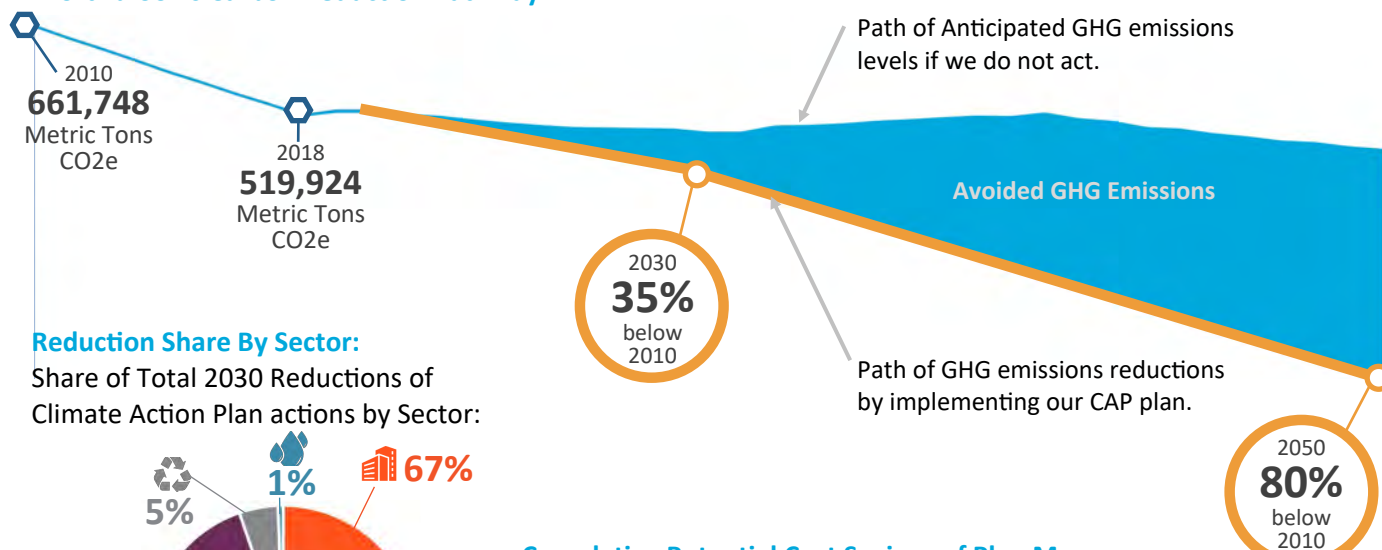 2010
661,748
Metric Tons
CO2e
2018
519,924
Metric Tons
CO2e
Path of Anticipated GHG emissions
levels if we do not act.
Avoided GHG Emissions
2030
35%
below
2010
Path of GHG emissions reductions
by implementing our CAP plan.
2050
80%
below
2010
Reduction Share By Sector:
Share of Total 2030 Reductions of
Climate Action Plan actions by Sector:
5%
1%
67%